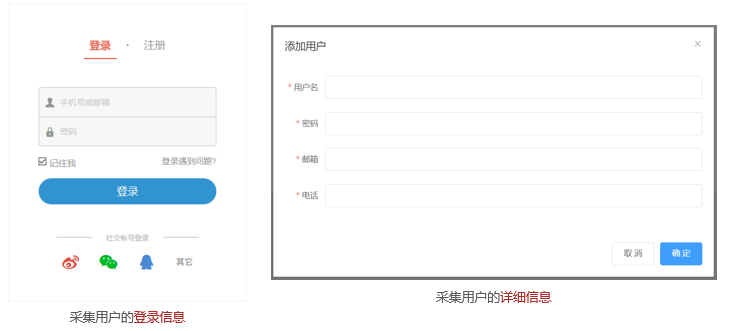 登录 · 注册
手机号或邮箱
密码
记住我 登录遇到问题?
登录
社交帐号登录
其它
采集用户的登录信息
添加用户 ×
* 用户名
* 密码
* 邮箱
* 电话
取消 确定
采集用户的详细信息